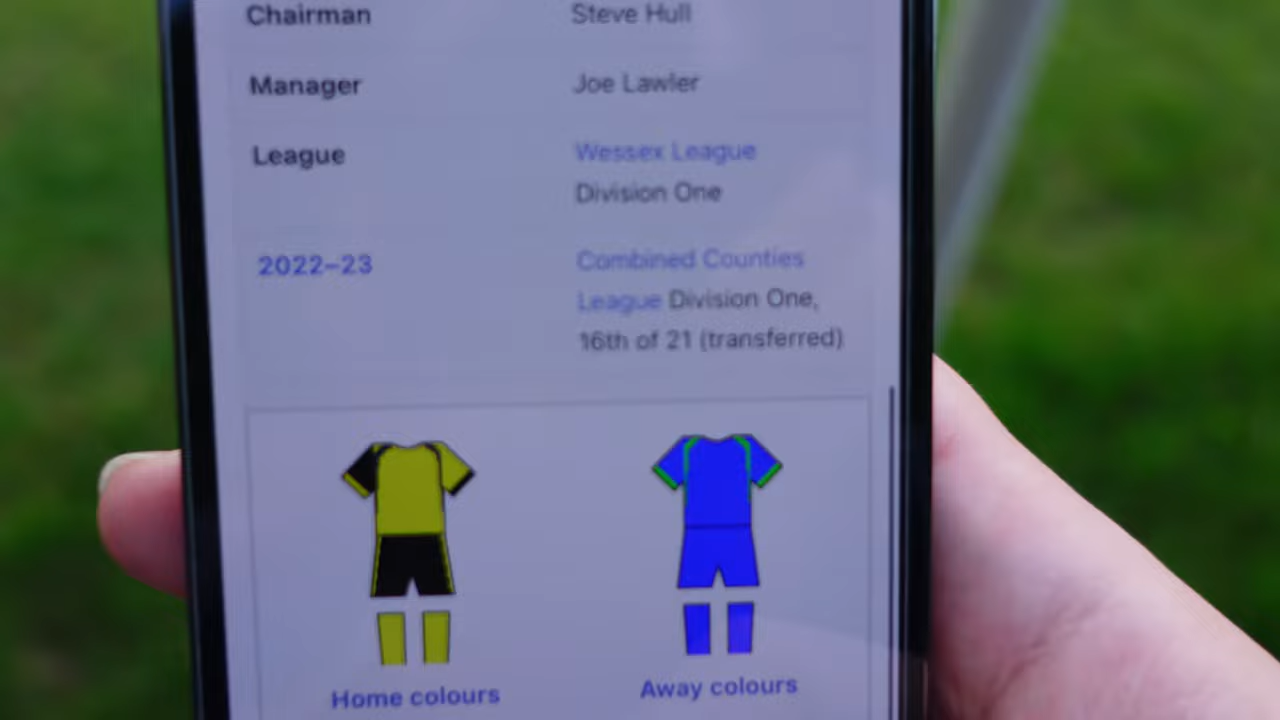 Chairman Steve Hull
Manager Joe Lawler
League Wessex League
Division One
2022–23 Combined Counties
League Division One,
16th of 21 (transferred)
Home colours Away colours